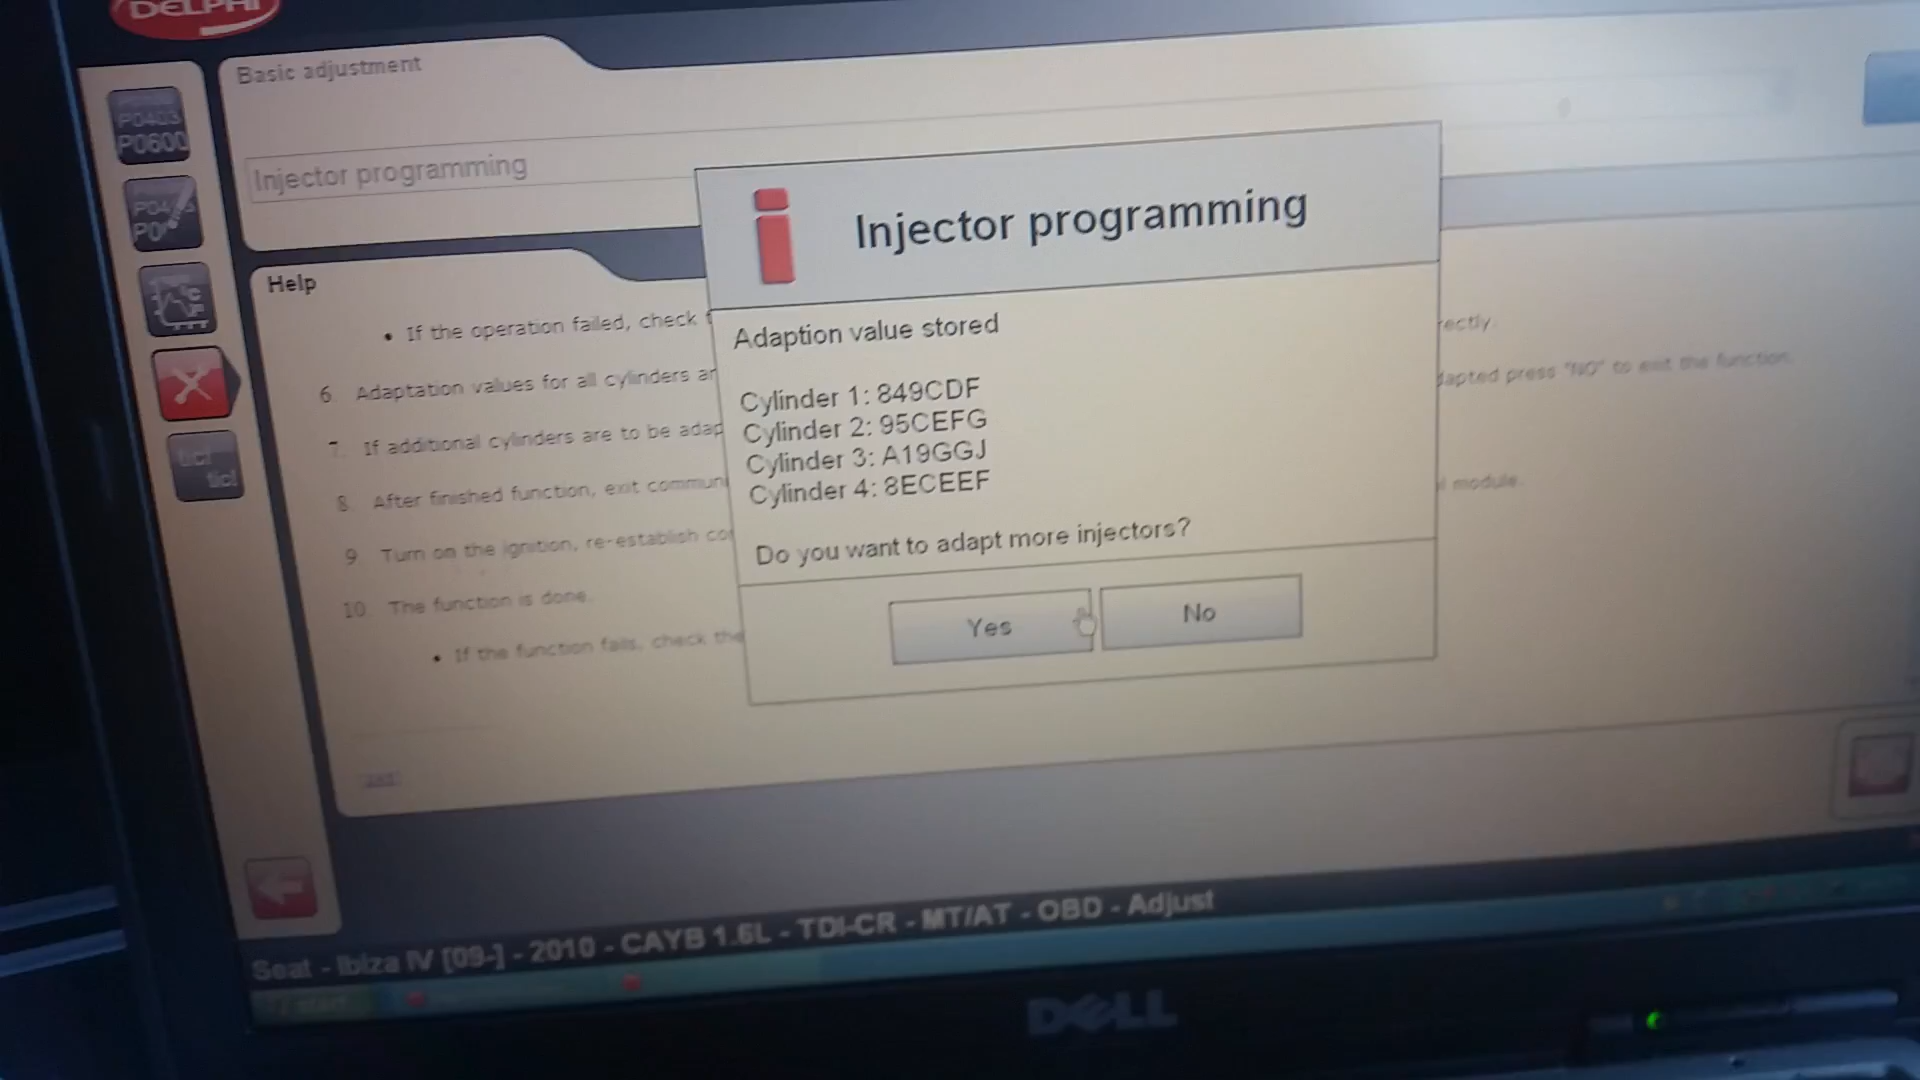 DELPHI
Basic adjustment
P0403
P0600
Injector programming
Injector programming
Help
• If the operation failed, check
rectly.
Adaption value stored
6. Adaptation values for all cylinders ar
dapted press "NO" to exit the function.
Cylinder 1: 849CDF
Cylinder 2: 95CEFG
Cylinder 3: A19GGJ
Cylinder 4: 8ECEEF
7. If additional cylinders are to be adap
8. After finished function, exit communi
l module.
9. Turn on the ignition, re-establish co
Do you want to adapt more injectors?
10. The function is done.
Yes
No
• If the function fails, check the
Seat - Ibiza IV [09-] - 2010 - CAYB 1.6L - TDI-CR - MT/AT - OBD - Adjust
start
DELL